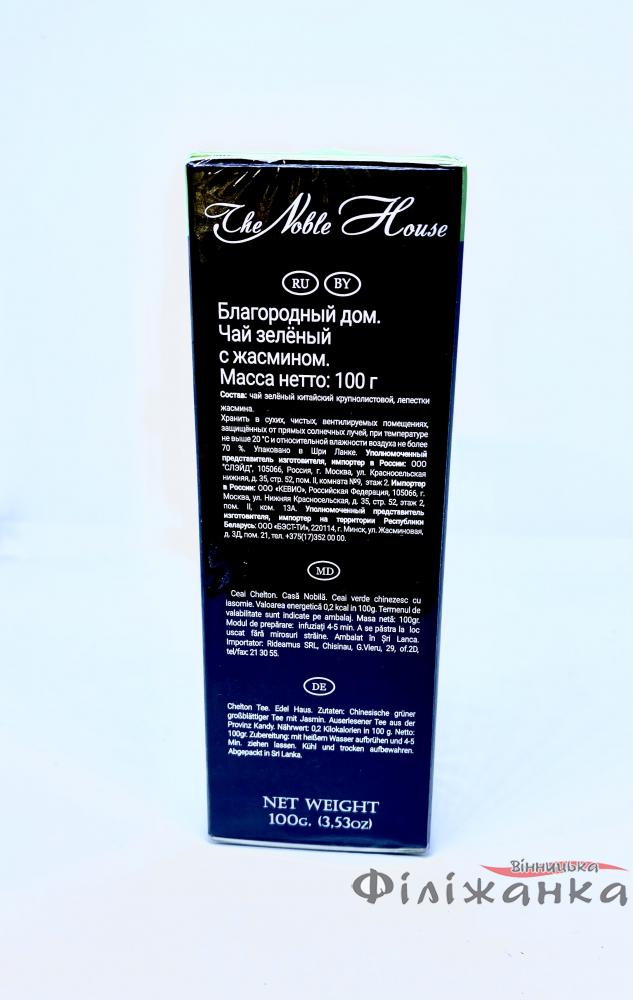 The Noble House
RU BY
Благородный дом.
Чай зелёный
с жасмином.
Масса нетто: 100 г
Состав: чай зелёный китайский крупнолистовой, лепестки
жасмина.
Хранить в сухих, чистых, вентилируемых помещениях,
защищённых от прямых солнечных лучей, при температуре
не выше 20 °С и относительной влажности воздуха не более
70 %. Упаковано в Шри Ланке. Уполномоченный
представитель изготовителя, импортер в России: ООО
"СЛЭЙД", 105066, Россия, г. Москва, ул. Красносельская
нижняя, д. 35, стр. 52, пом. II, комната №9, этаж 2. Импортер
в России: ООО «КЕВИО», Российская Федерация, 105066, г.
Москва, ул. Нижняя Красносельская, д. 35, стр. 52, этаж 2,
пом. II, ком. 13А. Уполномоченный представитель
изготовителя, импортер на территории Республики
Беларусь: ООО «БЭСТ-ТИ», 220114, г. Минск, ул. Жасминовая,
д. 3Д, пом. 21, тел. +375(17)352 00 00.
MD
Ceai Chelton. Casă Nobilă. Ceai verde chinezesc cu
iasomie. Valoarea energetică 0,2 kcal in 100g. Termenul de
valabilitate sunt indicate pe ambalaj. Masa netă: 100gr.
Modul de preparăre: infuziați 4-5 min. A se păstra la loc
uscat fără mirosuri străine. Ambalat în Şri Lanca.
Importator: Rideamus SRL, Chisinau, G.Vieru, 29, of.2D,
tel/fax: 21 30 55.
DE
Chelton Tee. Edel Haus. Zutaten: Chinesische grüner
großblättiger Tee mit Jasmin. Auserlesener Tee aus der
Provinz Kandy. Nährwert: 0,2 Kilokalorien in 100 g. Netto:
100gr. Zubereitung: mit heißem Wasser aufbrühen und 4-5
Min. ziehen lassen. Kühl und trocken aufbewahren.
Abgepackt in Sri Lanka.
NET WEIGHT
100G. (3,53OZ)
Вінницька
Філіжанка